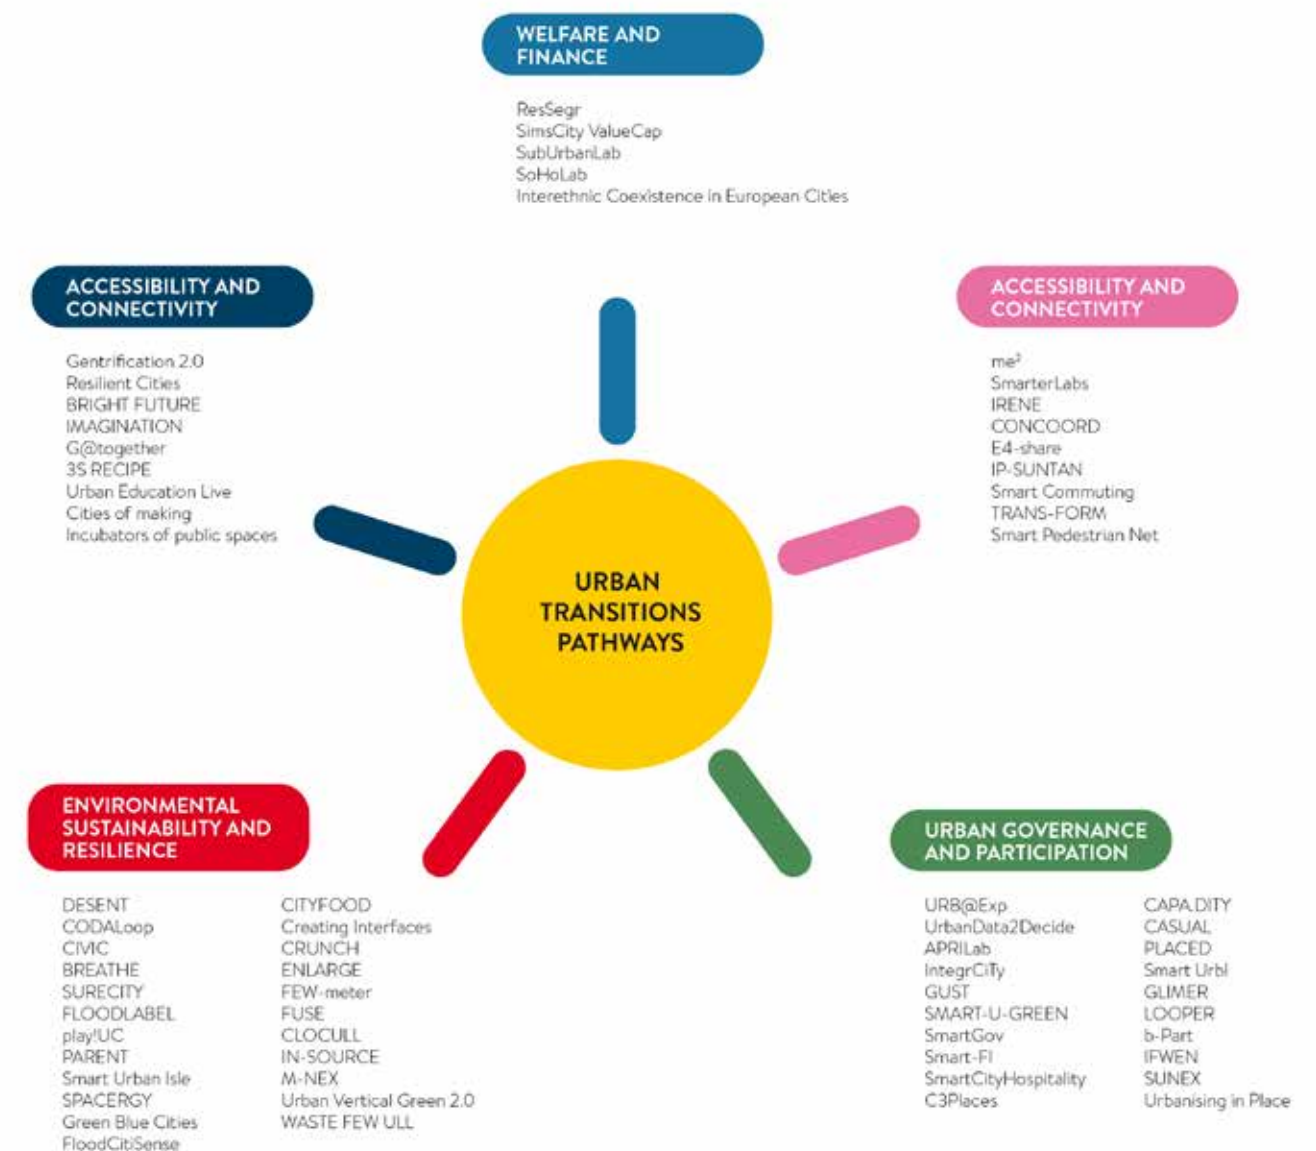 WELFARE AND
FINANCE
ResSegr
SimsCity ValueCap
SubUrbanLab
SoHoLab
Interethnic Coexistence in European Cities
ACCESSIBILITY AND
CONNECTIVITY
Gentrification 2.0
Resilient Cities
BRIGHT FUTURE
IMAGINATION
G@together
3S RECIPE
Urban Education Live
Cities of making
Incubators of public spaces
ACCESSIBILITY AND
CONNECTIVITY
me²
SmarterLabs
IRENE
CONCOORD
E4-share
IP-SUNTAN
Smart Commuting
TRANS-FORM
Smart Pedestrian Net
URBAN
TRANSITIONS
PATHWAYS
ENVIRONMENTAL
SUSTAINABILITY AND
RESILIENCE
DESENT
CODALoop
CIVIC
BREATHE
SURECITY
FLOODLABEL
play!UC
PARENT
Smart Urban Isle
SPACERGY
Green Blue Cities
FloodCitiSense
CITYFOOD
Creating Interfaces
CRUNCH
ENLARGE
FEW-meter
FUSE
CLOCULL
IN-SOURCE
M-NEX
Urban Vertical Green 2.0
WASTE FEW ULL
URBAN GOVERNANCE
AND PARTICIPATION
URB@Exp
UrbanData2Decide
APRILab
IntegrCiTy
GUST
SMART-U-GREEN
SmartGov
Smart-FI
SmartCityHospitality
C3Places
CAPA.DITY
CASUAL
PLACED
Smart UrbI
GLIMER
LOOPER
b-Part
IFWEN
SUNEX
Urbanising in Place